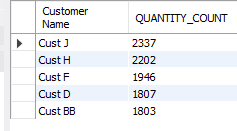 Customer Name QUANTITY_COUNT
Cust J 2337
Cust H 2202
Cust F 1946
Cust D 1807
Cust BB 1803